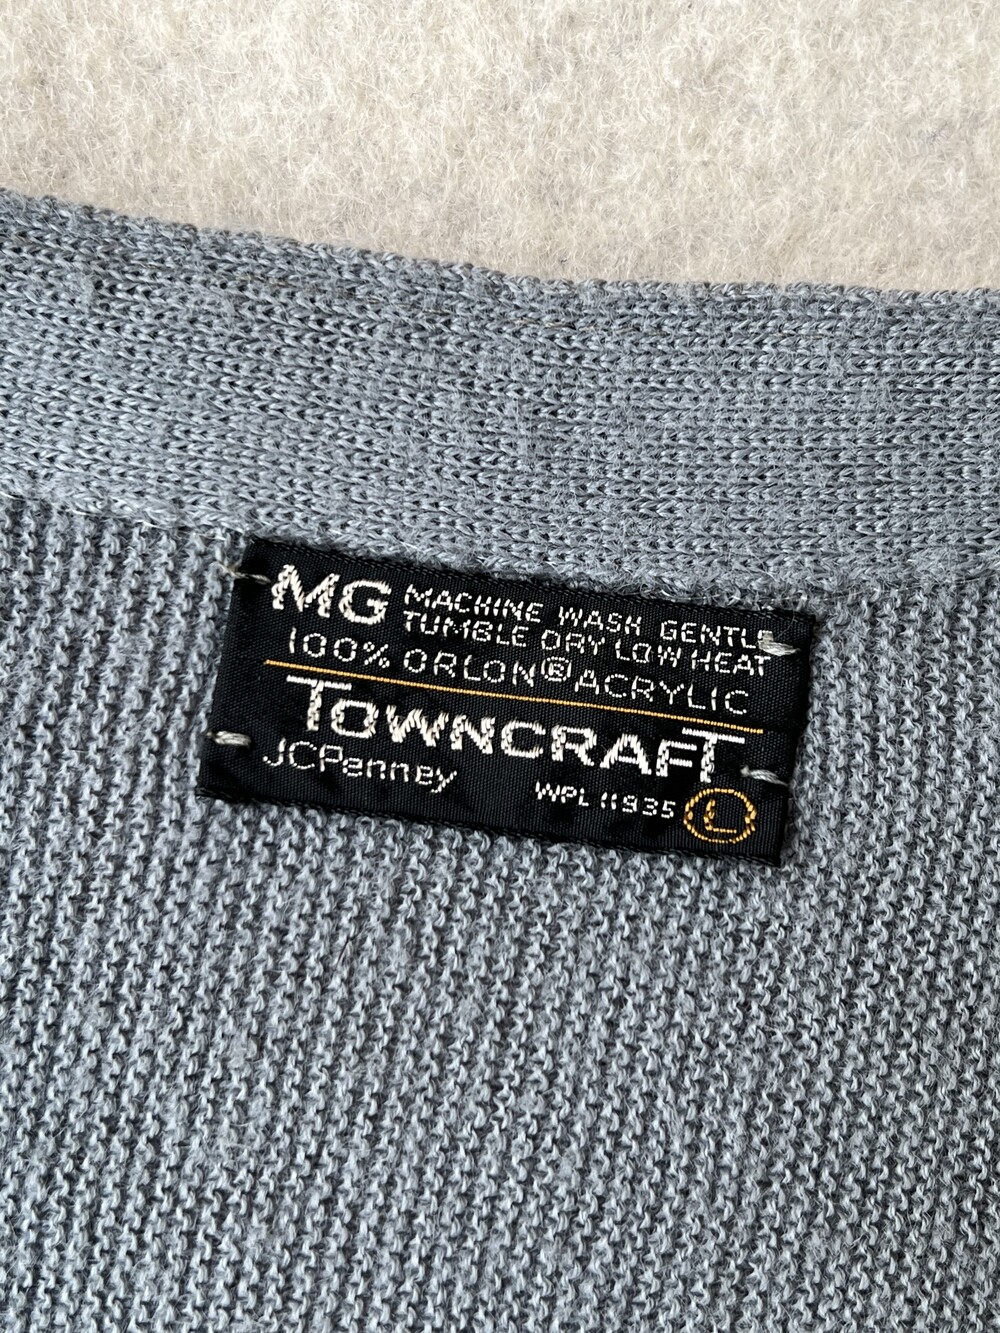 MG MACHINE WASH GENTLE
TUMBLE DRY LOW HEAT
100% ORLON® ACRYLIC
TOWNCRAFT
JCPenney
WPL 11935 L